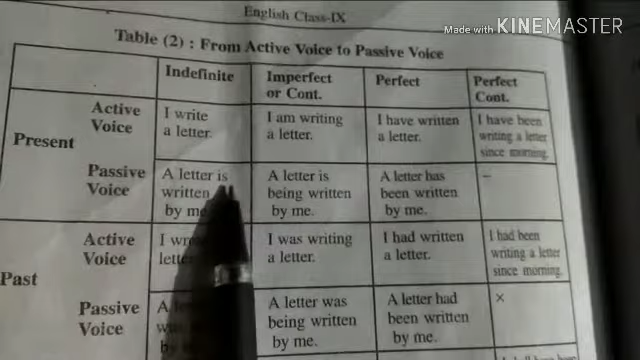 English Class-IX
Made with KINEMASTER
Table (2) : From Active Voice to Passive Voice
Indefinite
Imperfect
or Cont.
Perfect
Perfect
Cont.
Present
Active
Voice
I write
a letter.
I am writing
a letter.
I have written
a letter.
I have been
writing a letter
since morning.
Passive
Voice
A letter is
written
by me
A letter is
being written
by me.
A letter has
been written
by me.
–
Past
Active
Voice
I
I was writing
a letter.
I had written
a letter.
I had been
writing a letter
since morning.
Passive
Voice
A
A letter was
being written
by me.
A letter had
been written
by me.
×